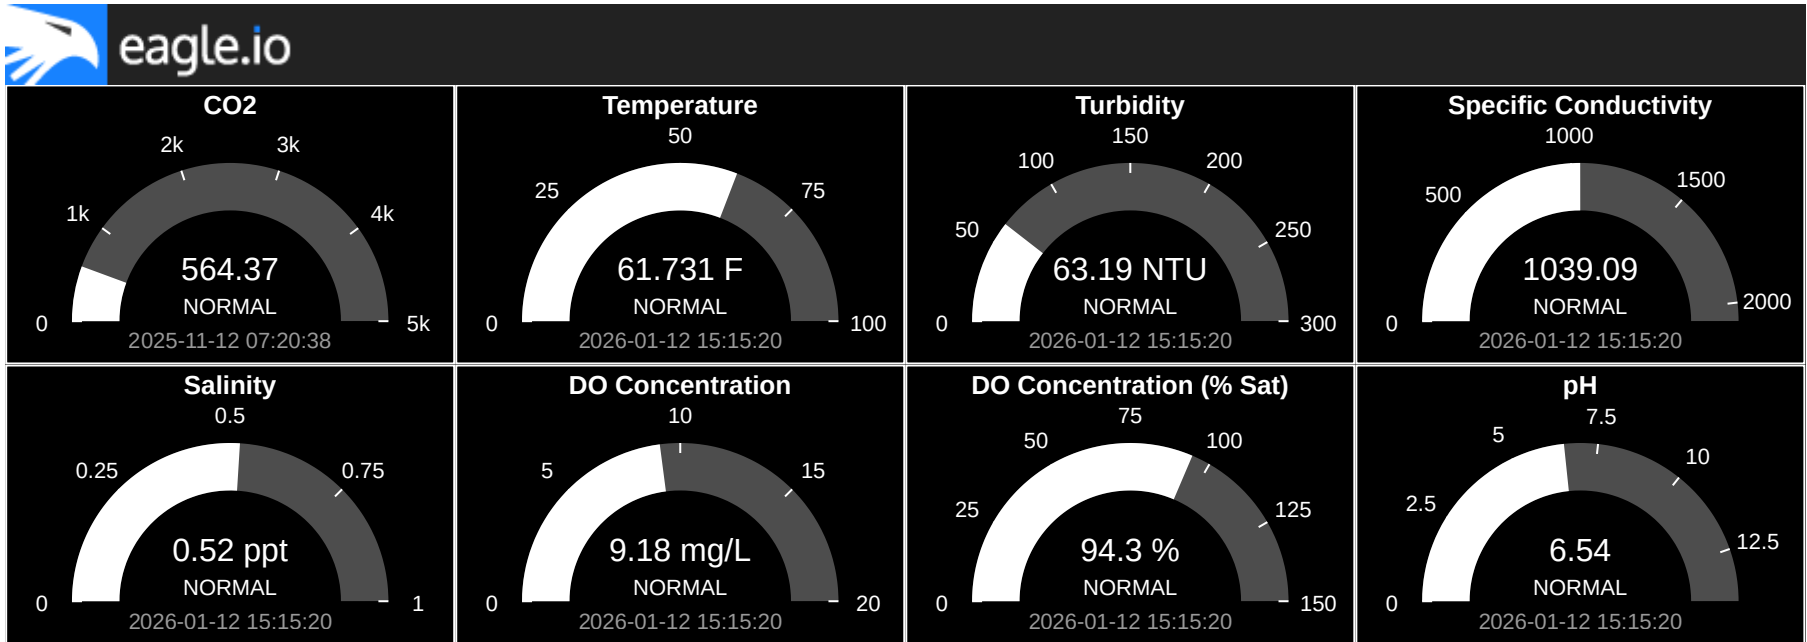 eagle.io
CO2
2k
3k
1k
4k
0
5k
564.37
NORMAL
2025-11-12 07:20:38
Temperature
50
25
75
0
100
61.731 F
NORMAL
2026-01-12 15:15:20
Turbidity
150
100
200
50
250
0
300
63.19 NTU
NORMAL
2026-01-12 15:15:20
Specific Conductivity
1000
500
1500
0
2000
1039.09
NORMAL
2026-01-12 15:15:20
Salinity
0.5
0.25
0.75
0
1
0.52 ppt
NORMAL
2026-01-12 15:15:20
DO Concentration
10
5
15
0
20
9.18 mg/L
NORMAL
2026-01-12 15:15:20
DO Concentration (% Sat)
75
50
100
25
125
0
150
94.3 %
NORMAL
2026-01-12 15:15:20
pH
7.5
5
10
2.5
12.5
0
6.54
NORMAL
2026-01-12 15:15:20